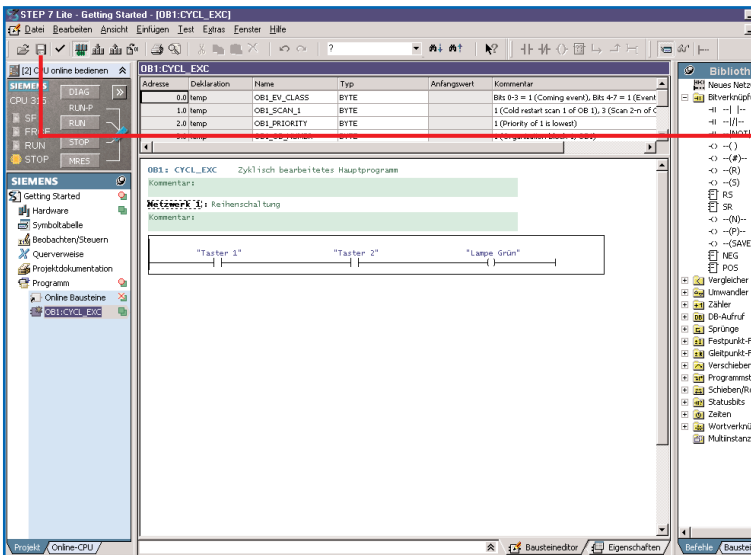 STEP 7 Lite - Getting Started - [OB1:CYCL_EXC]
Datei Bearbeiten Ansicht Einfügen Test Extras Fenster Hilfe
?
[2] CPU online bedienen
SIEMENS
CPU 315
DIAG
RUN-P
SF
RUN
RUN
STOP
STOP
MRES
SIEMENS
Getting Started
Hardware
Symboltabelle
Beobachten/Steuern
Querverweise
Projektdokumentation
Programm
Online Bausteine
OB1:CYCL_EXC
Projekt Online-CPU
OB1:CYCL_EXC
Adresse Deklaration Name Typ Anfangswert Kommentar
0.0 temp OB1_EV_CLASS BYTE Bits 0-3 = 1 (Coming event), Bits 4-7 = 1 (Event
1.0 temp OB1_SCAN_1 BYTE 1 (Cold restart scan 1 of OB 1), 3 (Scan 2-n of
2.0 temp OB1_PRIORITY BYTE 1 (Priority of 1 is lowest)
OB1: CYCL_EXC Zyklisch bearbeitetes Hauptprogramm
Kommentar:
Netzwerk 1: Reihenschaltung
Kommentar:
"Taster 1" "Taster 2" "Lampe Grün"
Bausteineditor Eigenschaften
Biblioth
Neues Netz
Bitverknüpf
--| |--
--|/|--
--|NOT
--( )
--(#)--
--(R)
--(S)
RS
SR
--(N)--
--(P)--
--(SAVE
NEG
POS
Vergleicher
Umwandler
Zähler
DB-Aufruf
Sprünge
Festpunkt-F
Gleitpunkt-F
Verschieben
Programmst
Schieben/Ro
Statusbits
Zeiten
Wortverknü
Multiinstanz
Befehle Baustei